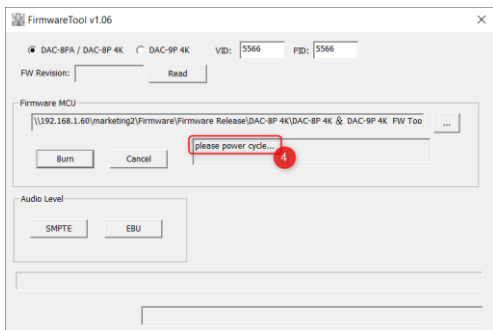 FirmwareTool v1.06
DAC-8PA / DAC-8P 4K DAC-9P 4K VID: 5566 PID: 5566
FW Revision: Read
Firmware MCU
\\192.168.1.60\marketing2\Firmware\Firmware Release\DAC-8P 4K\DAC-8P 4K & DAC-9P 4K FW Too ...
please power cycle...
4
Burn Cancel
Audio Level
SMPTE EBU